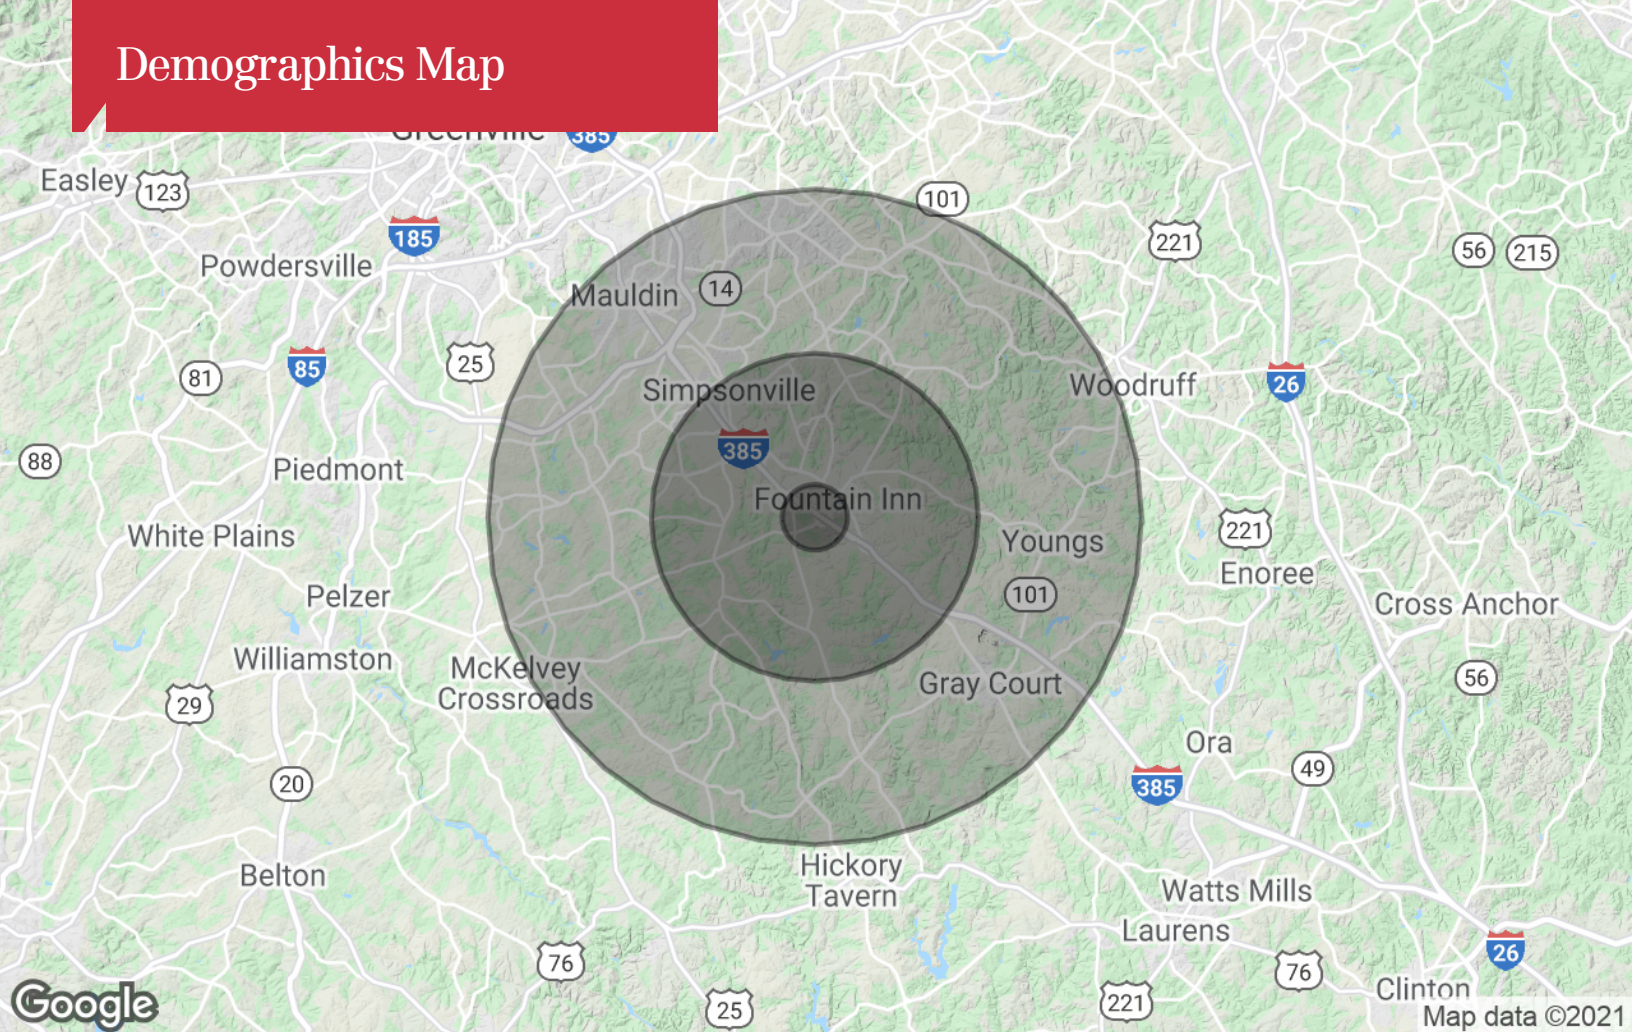 Demographics Map
Greenville
385
Easley
123
101
185
221
56
215
Powdersville
Mauldin
14
85
25
81
Simpsonville
Woodruff
26
385
88
Piedmont
Fountain Inn
White Plains
Youngs
221
Enoree
Pelzer
101
Cross Anchor
Williamston
McKelvey
Crossroads
Gray Court
56
29
Ora
49
20
385
Hickory
Tavern
Belton
Watts Mills
Laurens
76
76
26
Clinton
221
25
Google
Map data ©2021